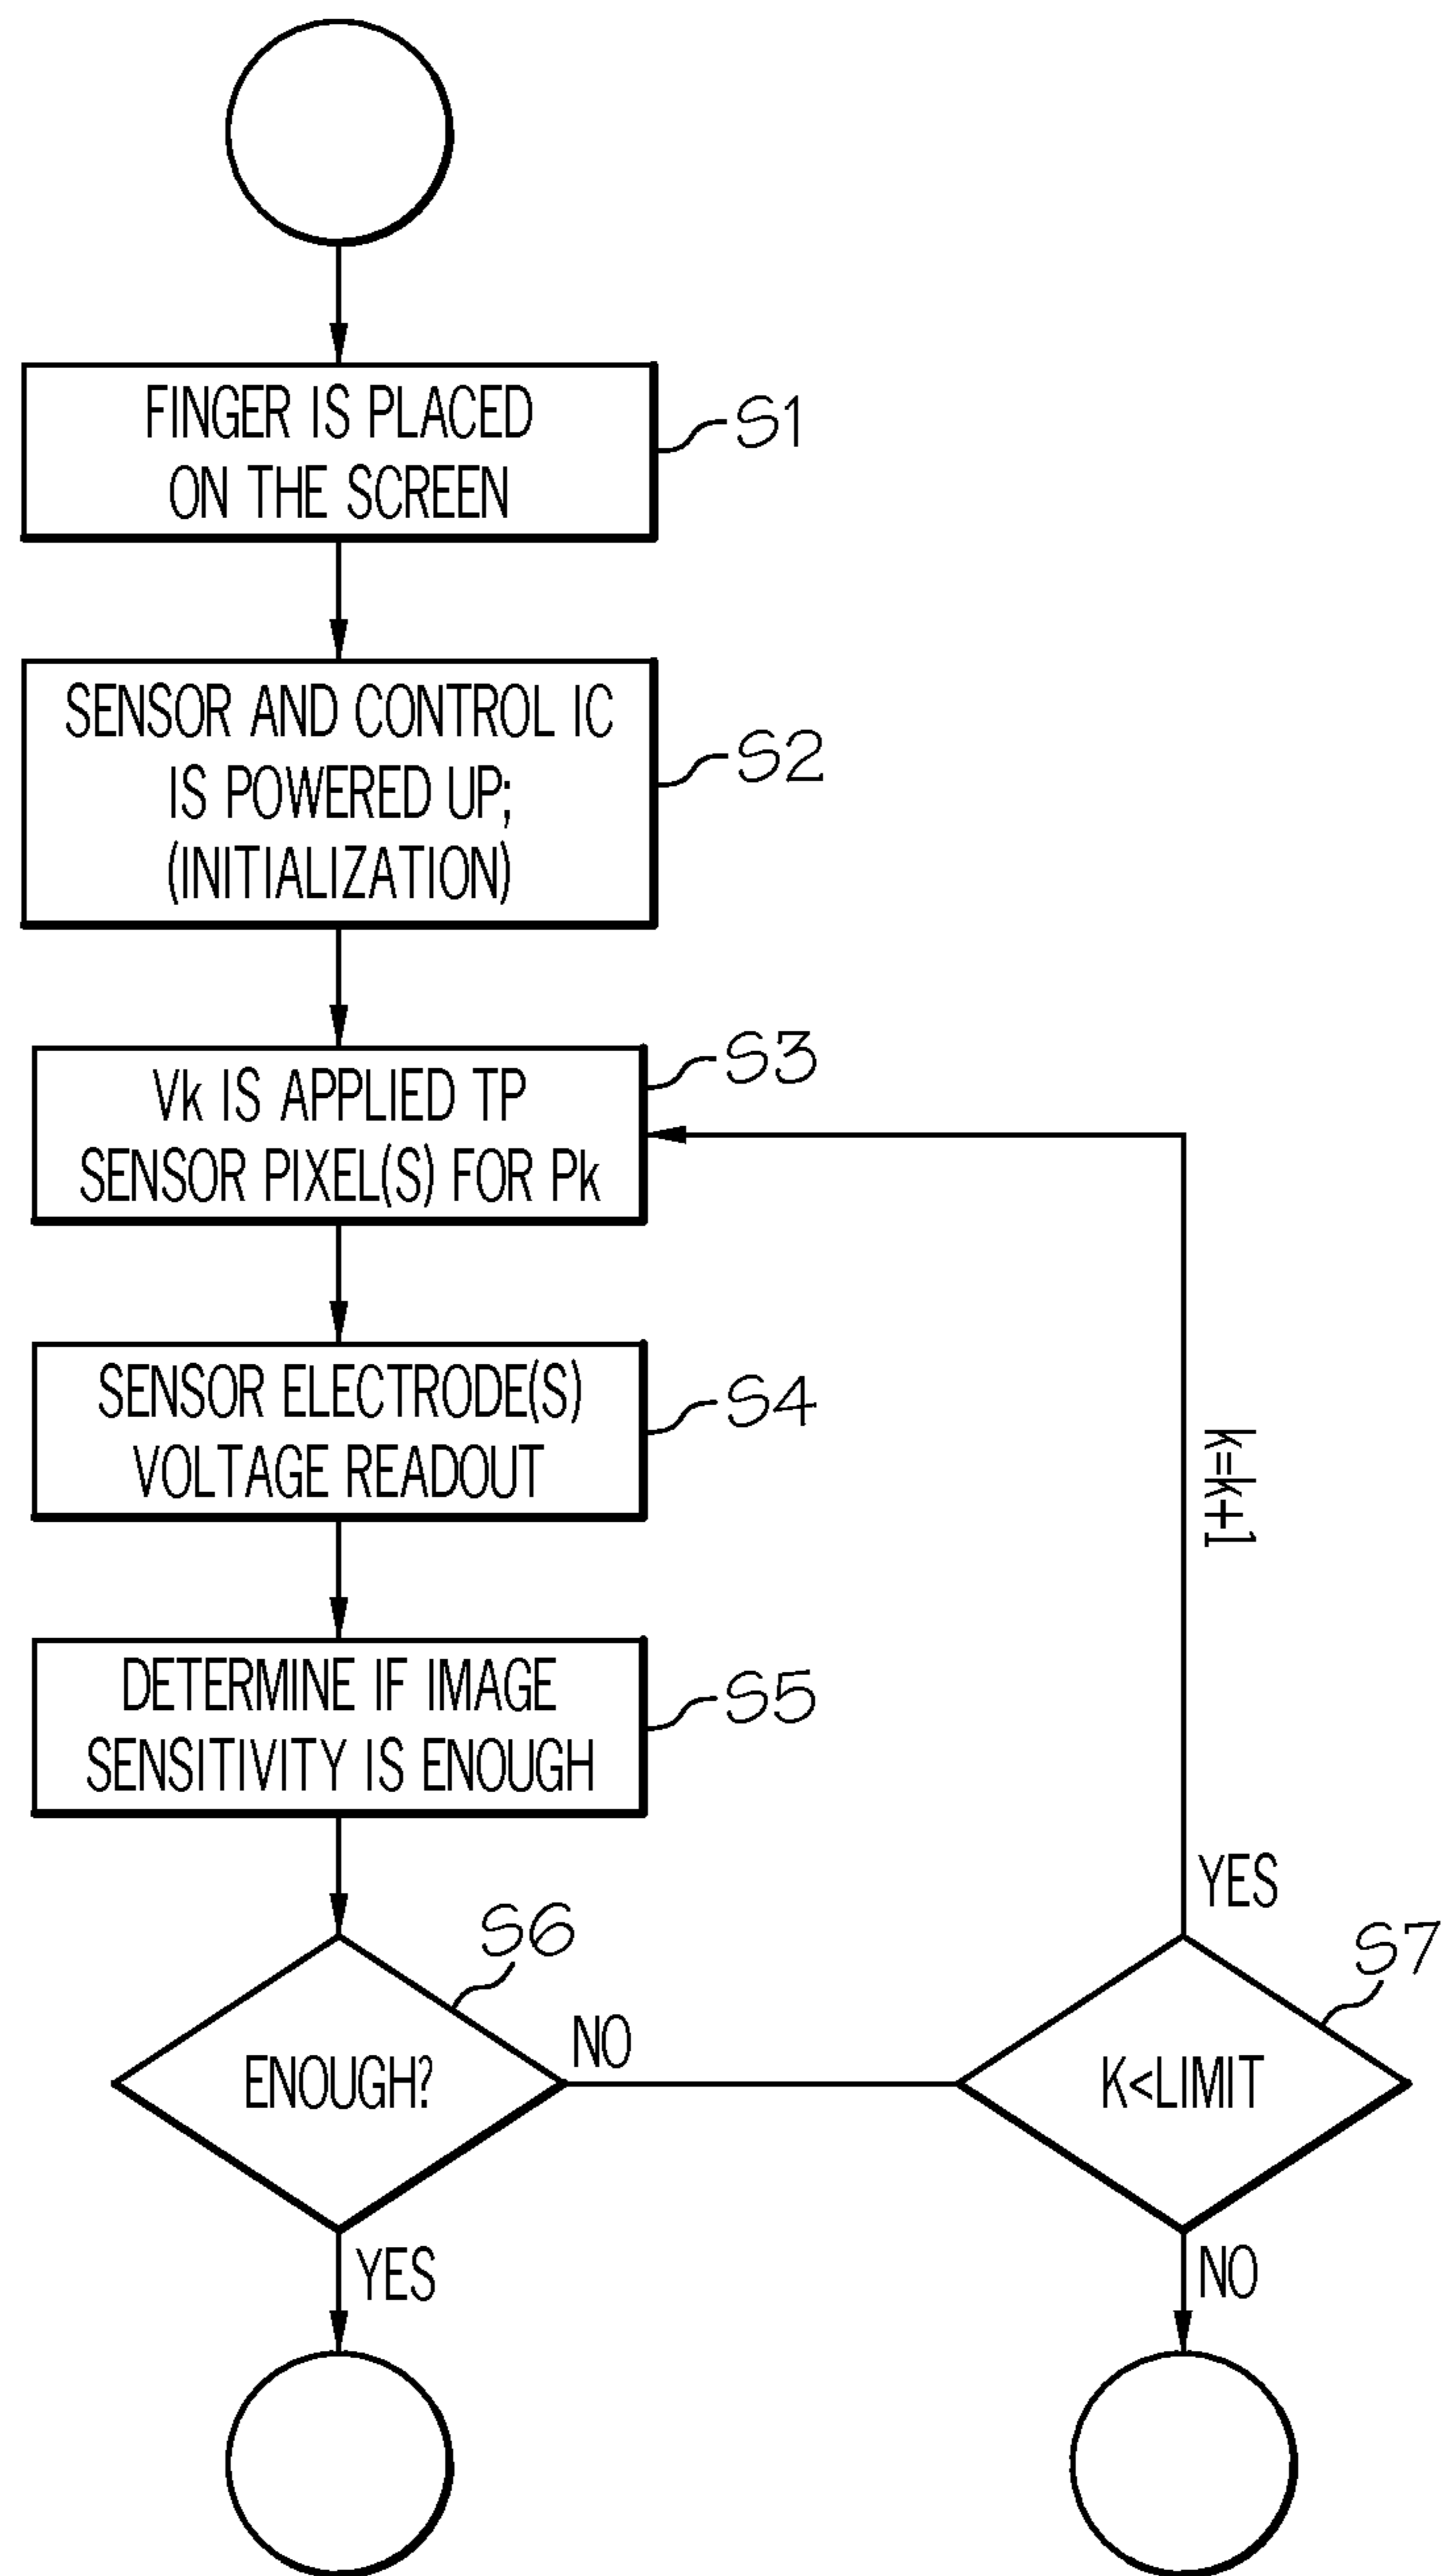 FINGER IS PLACED
ON THE SCREEN
S1
SENSOR AND CONTROL IC
IS POWERED UP;
(INITIALIZATION)
S2
Vk IS APPLIED TP
SENSOR PIXEL(S) FOR Pk
S3
SENSOR ELECTRODE(S)
VOLTAGE READOUT
S4
k=k+1
DETERMINE IF IMAGE
SENSITIVITY IS ENOUGH
S5
S6
ENOUGH?
NO
YES
YES
S7
K<LIMIT
NO